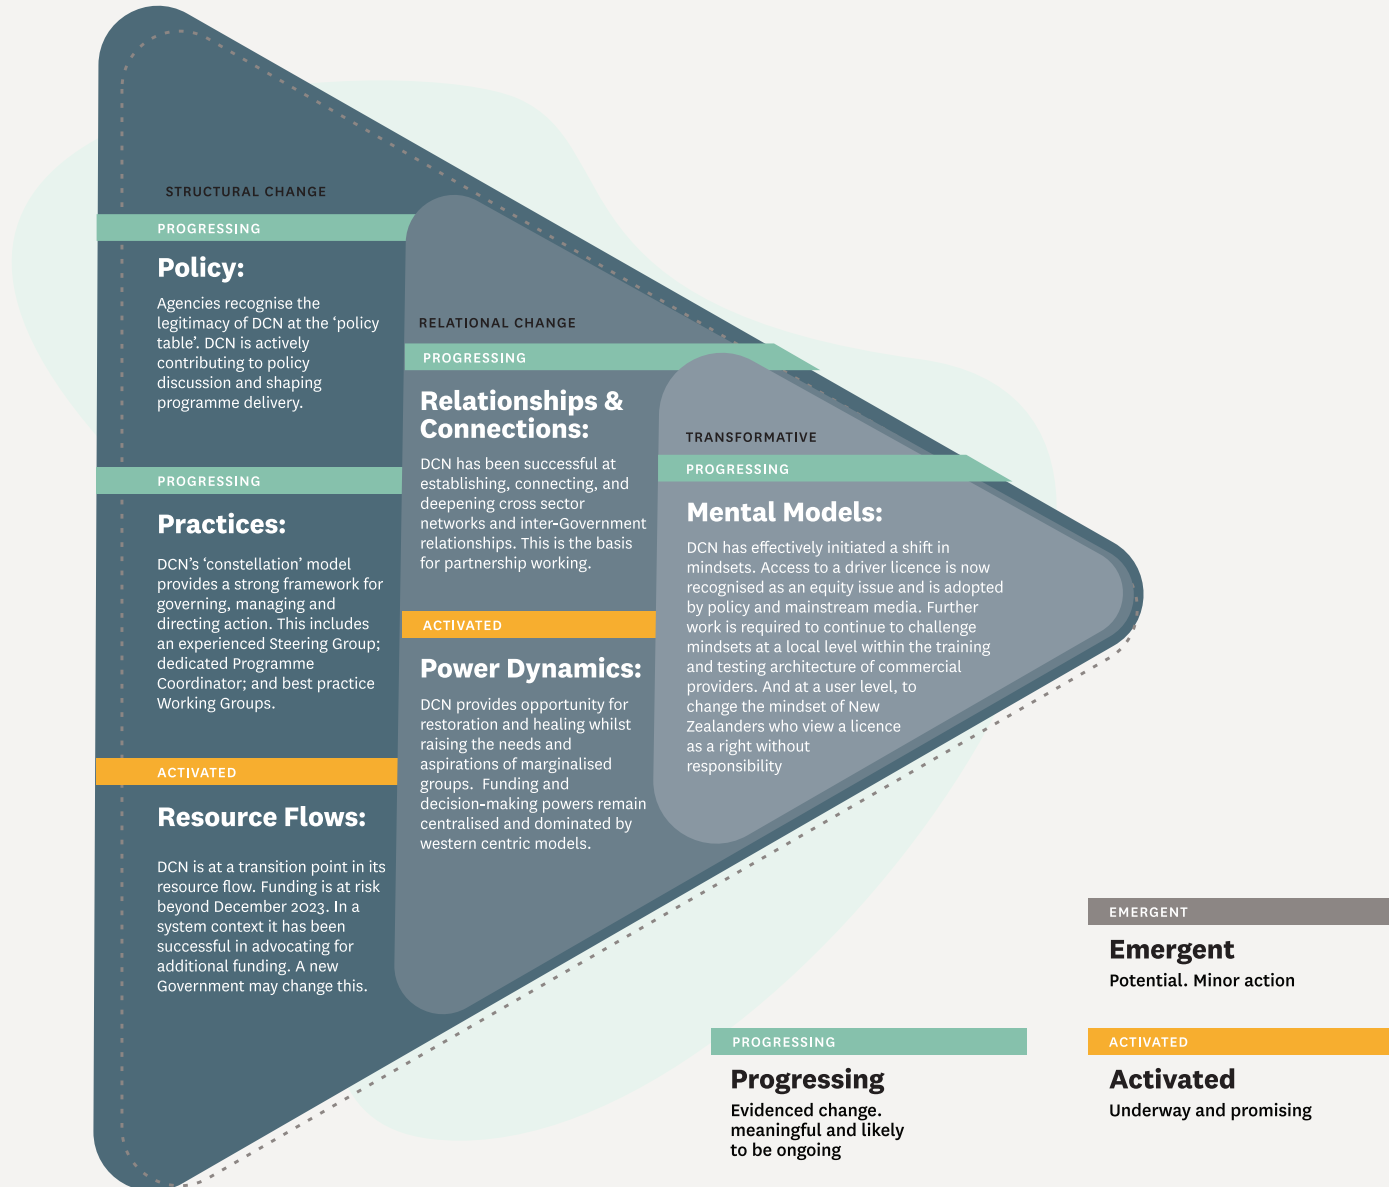 STRUCTURAL CHANGE
PROGRESSING
Policy:
Agencies recognise the
legitimacy of DCN at the ‘policy
table’. DCN is actively
contributing to policy
discussion and shaping
programme delivery.
PROGRESSING
Practices:
DCN’s ‘constellation’ model
provides a strong framework for
governing, managing and
directing action. This includes
an experienced Steering Group;
dedicated Programme
Coordinator; and best practice
Working Groups.
ACTIVATED
Resource Flows:
DCN is at a transition point in its
resource flow. Funding is at risk
beyond December 2023. In a
system context it has been
successful in advocating for
additional funding. A new
Government may change this.
RELATIONAL CHANGE
PROGRESSING
Relationships &
Connections:
DCN has been successful at
establishing, connecting, and
deepening cross sector
networks and inter-Government
relationships. This is the basis
for partnership working.
ACTIVATED
Power Dynamics:
DCN provides opportunity for
restoration and healing whilst
raising the needs and
aspirations of marginalised
groups.  Funding and
decision-making powers remain
centralised and dominated by
western centric models.
TRANSFORMATIVE
PROGRESSING
Mental Models:
DCN has effectively initiated a shift in
mindsets. Access to a driver licence is now
recognised as an equity issue and is adopted
by policy and mainstream media. Further
work is required to continue to challenge
mindsets at a local level within the training
and testing architecture of commercial
providers. And at a user level, to
change the mindset of New
Zealanders who view a licence
as a right without
responsibility
EMERGENT
Emergent
Potential. Minor action
PROGRESSING
Progressing
Evidenced change.
meaningful and likely
to be ongoing
ACTIVATED
Activated
Underway and promising